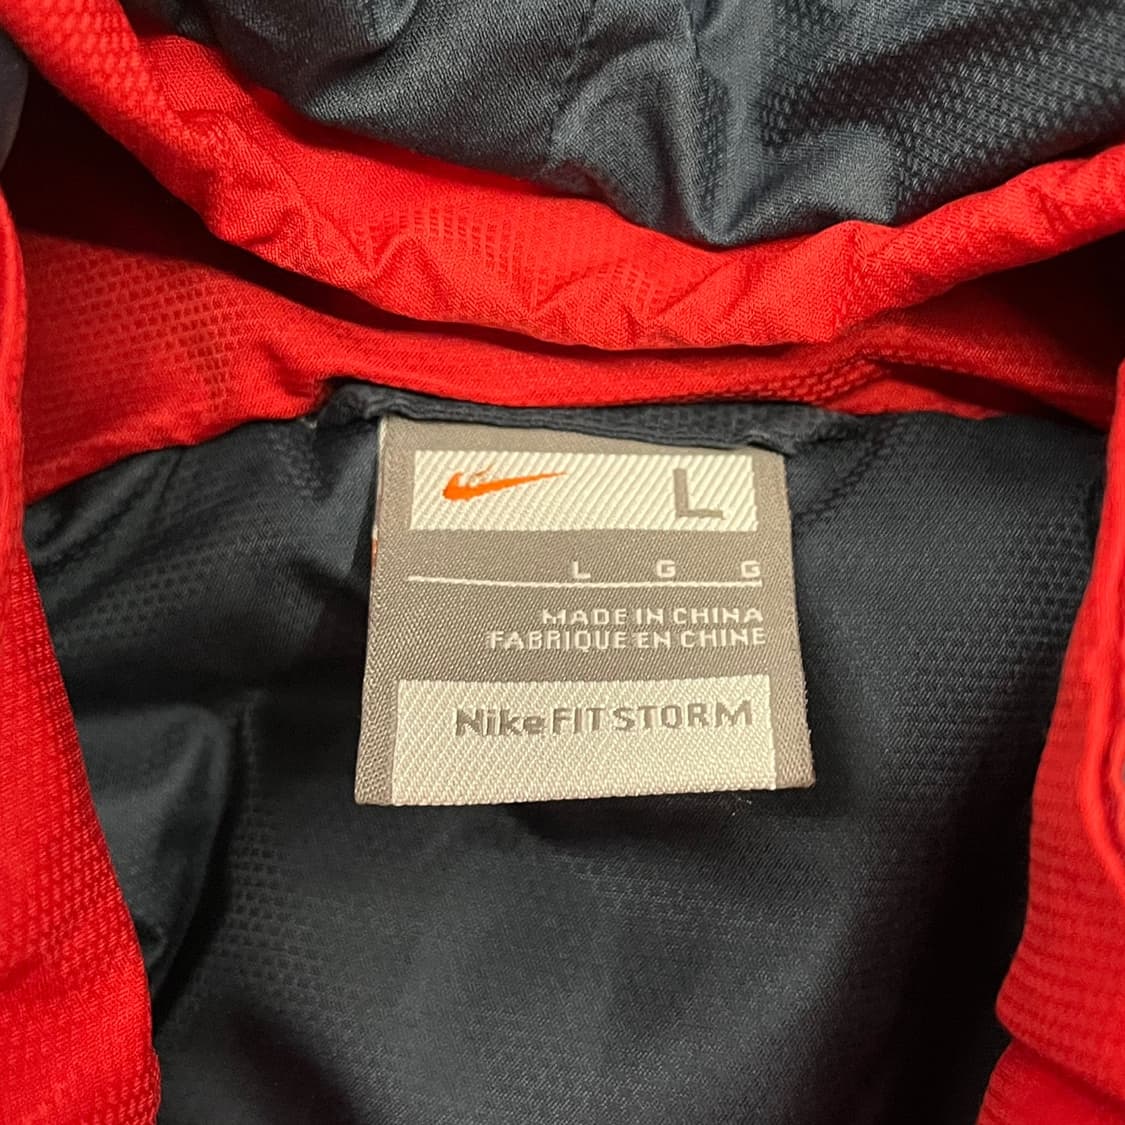 L
L G G
MADE IN CHINA
FABRIQUE EN CHINE
Nike FIT STORM